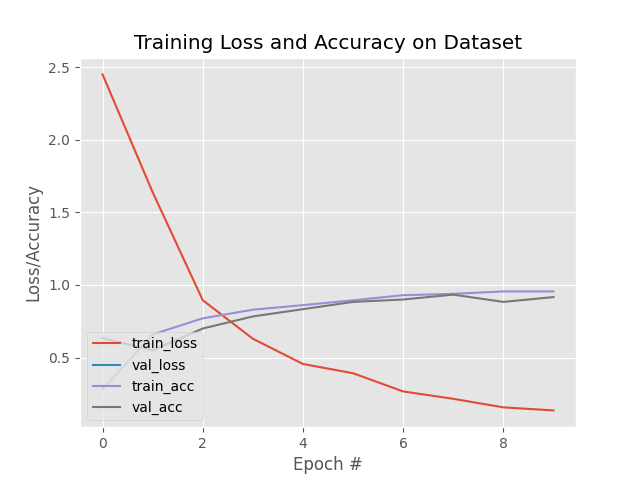 Training Loss and Accuracy on Dataset
2.5
2.0
1.5
1.0
0.5
Loss/Accuracy
train_loss
val_loss
train_acc
val_acc
0 2 4 6 8
Epoch #